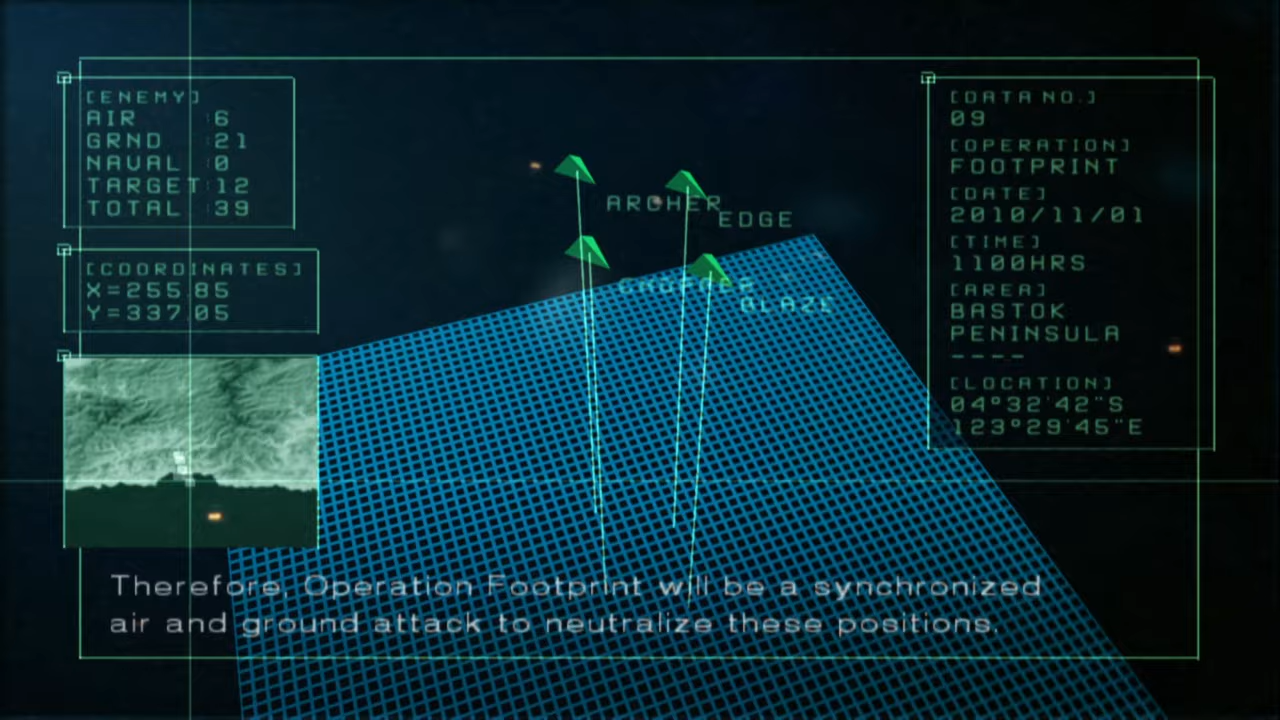 [ENEMY]
AIR :6
GRND :21
NAVAL :0
TARGET:12
TOTAL :39
[COORDINATES]
X=255.85
Y=337.05
ARCHER
EDGE
BLAZE
[DATA NO.]
09
[OPERATION]
FOOTPRINT
[DATE]
2010/11/01
[TIME]
1100HRS
[AREA]
BASTOK
PENINSULA
----
[LOCATION]
04°32'42"S
123°29'45"E
Therefore, Operation Footprint will be a synchronized
air and ground attack to neutralize these positions.